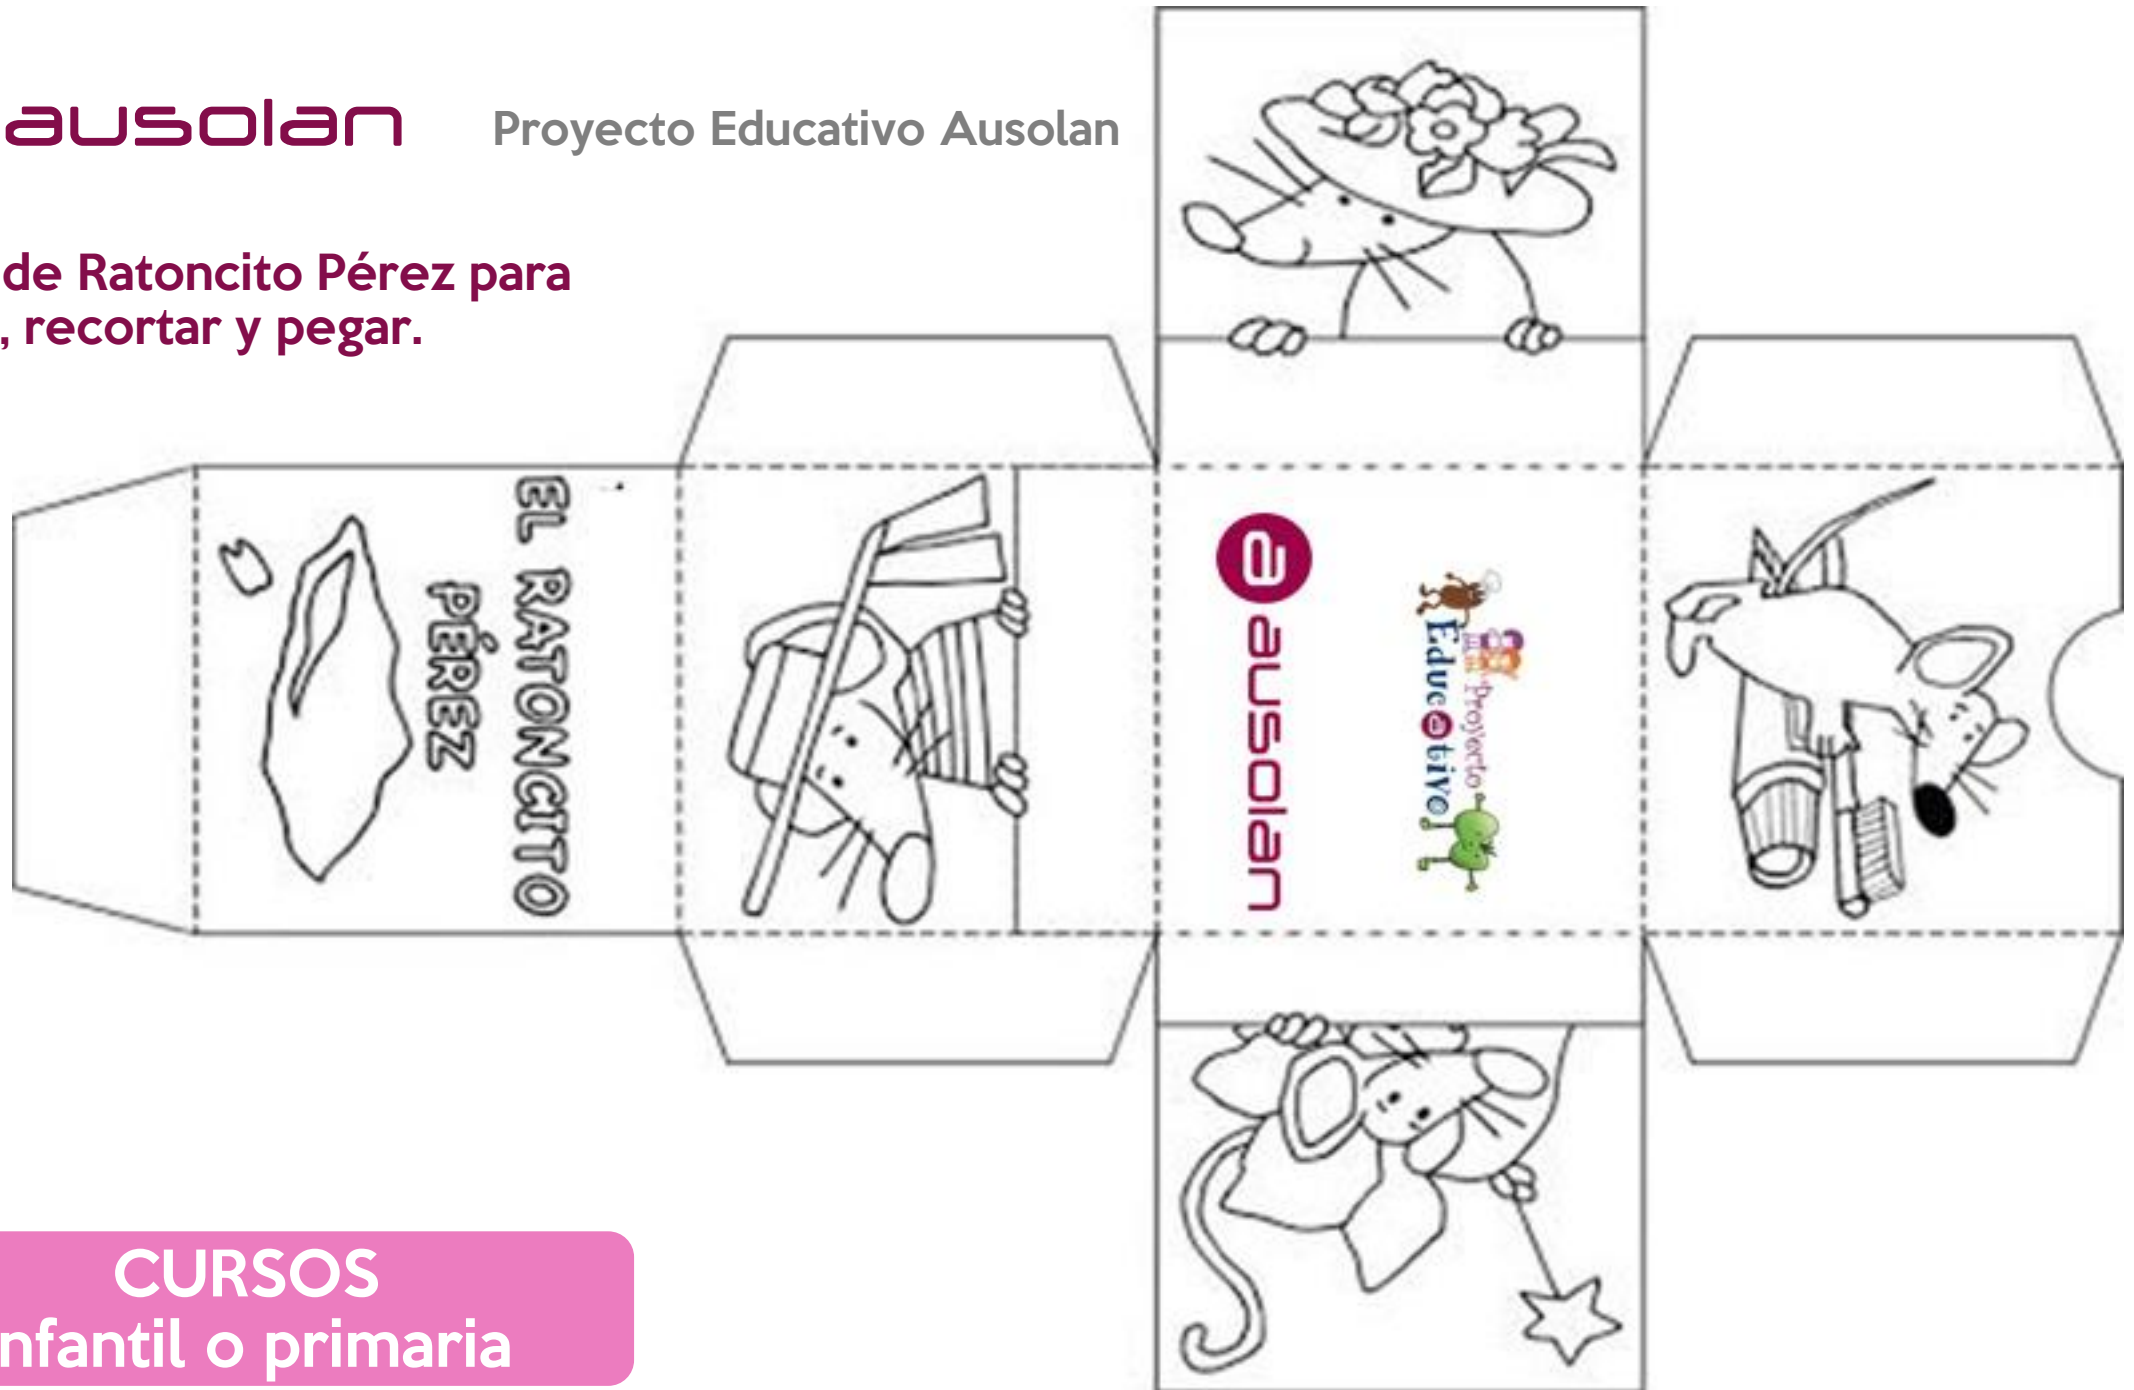 ausolan
Proyecto Educativo Ausolan
de Ratoncito Pérez para
, recortar y pegar.
EL RATONCITO
PÉREZ
a ausolan
Proyecto
Educativo
CURSOS
nfantil o primaria